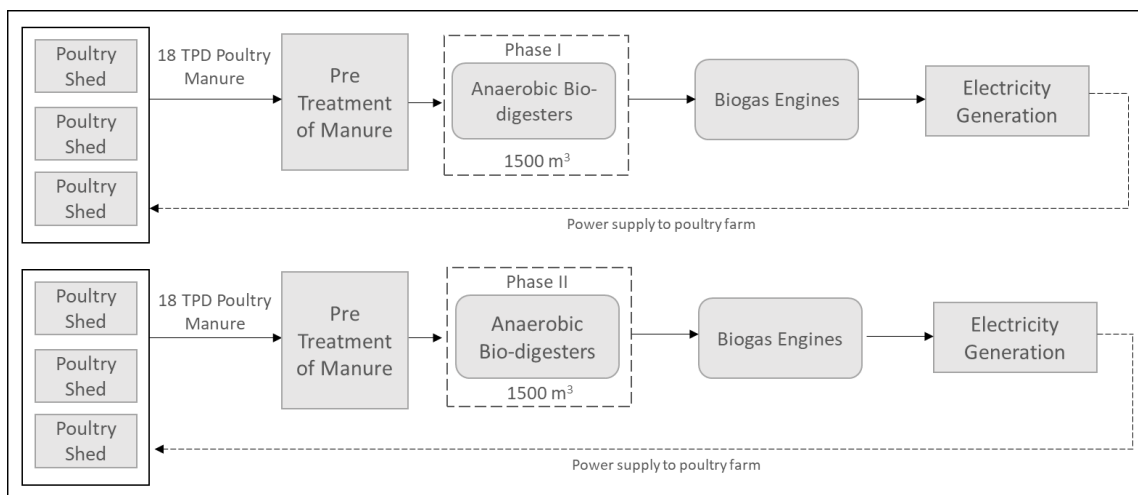 Poultry
Shed
Poultry
Shed
Poultry
Shed
18 TPD Poultry
Manure
Pre
Treatment
of Manure
Phase I
Anaerobic Bio-
digesters
1500 m³
Biogas Engines
Electricity
Generation
Power supply to poultry farm
Poultry
Shed
Poultry
Shed
Poultry
Shed
18 TPD Poultry
Manure
Pre
Treatment
of Manure
Phase II
Anaerobic
Bio-digesters
1500 m³
Biogas Engines
Electricity
Generation
Power supply to poultry farm